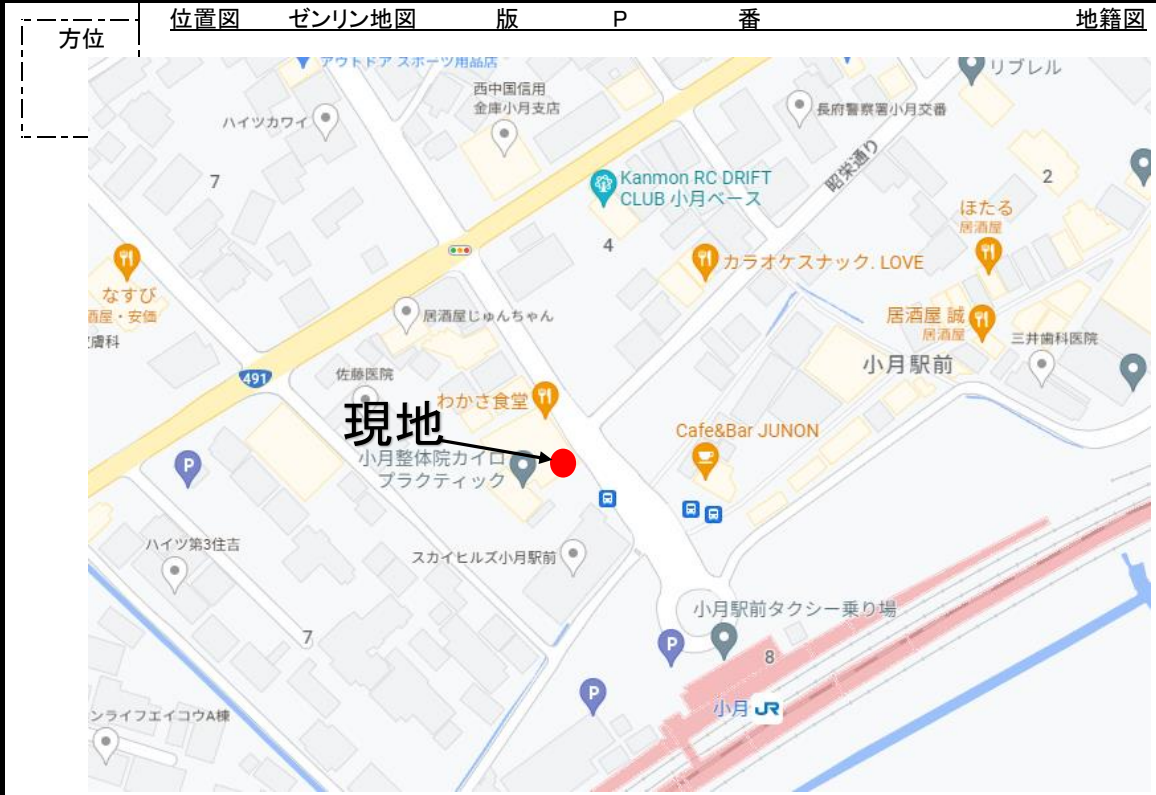 方位
位置図 ゼンリン地図 版 P 番 地籍図
アウトドア スポーツ用品店
リブレル
西中国信用
金庫小月支店
ハイツカワイ
長府警察署小月交番
昭栄通り
7
Kanmon RC DRIFT
CLUB 小月ベース
2
ほたる
居酒屋
4
カラオケスナック. LOVE
なすび
酒屋・安価
膚科
居酒屋じゅんちゃん
居酒屋 誠
居酒屋
三井歯科医院
小月駅前
491
佐藤医院
わかさ食堂
現地
Cafe&Bar JUNON
小月整体院カイロ
プラクティック
P
ハイツ第3住吉
スカイヒルズ小月駅前
小月駅前タクシー乗り場
7
P
8
P
小月 JR
ンライフエイコウA棟